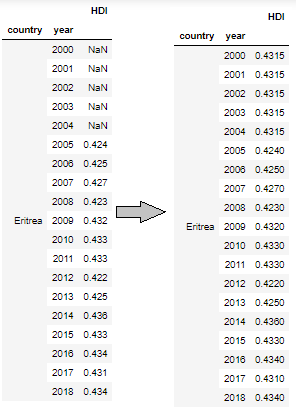 HDI
country year
2000 NaN
2001 NaN
2002 NaN
2003 NaN
2004 NaN
2005 0.424
2006 0.425
2007 0.427
2008 0.423
Eritrea 2009 0.432
2010 0.433
2011 0.433
2012 0.422
2013 0.425
2014 0.436
2015 0.433
2016 0.434
2017 0.431
2018 0.434
HDI
country year
2000 0.4315
2001 0.4315
2002 0.4315
2003 0.4315
2004 0.4315
2005 0.4240
2006 0.4250
2007 0.4270
2008 0.4230
Eritrea 2009 0.4320
2010 0.4330
2011 0.4330
2012 0.4220
2013 0.4250
2014 0.4360
2015 0.4330
2016 0.4340
2017 0.4310
2018 0.4340